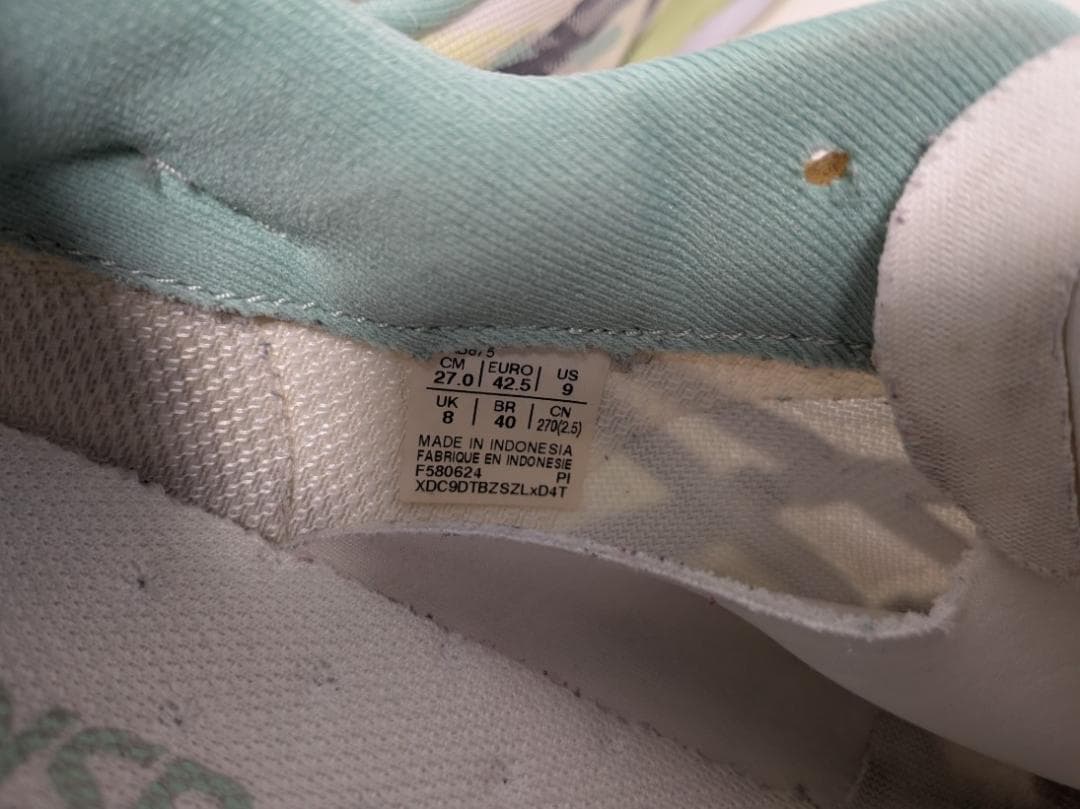 CM EURO US
27.0 42.5 9
UK BR CN
8 40 270(2.5)
MADE IN INDONESIA
FABRIQUE EN INDONESIE
F580624 PI
XDC9DTBZSZLxD4T